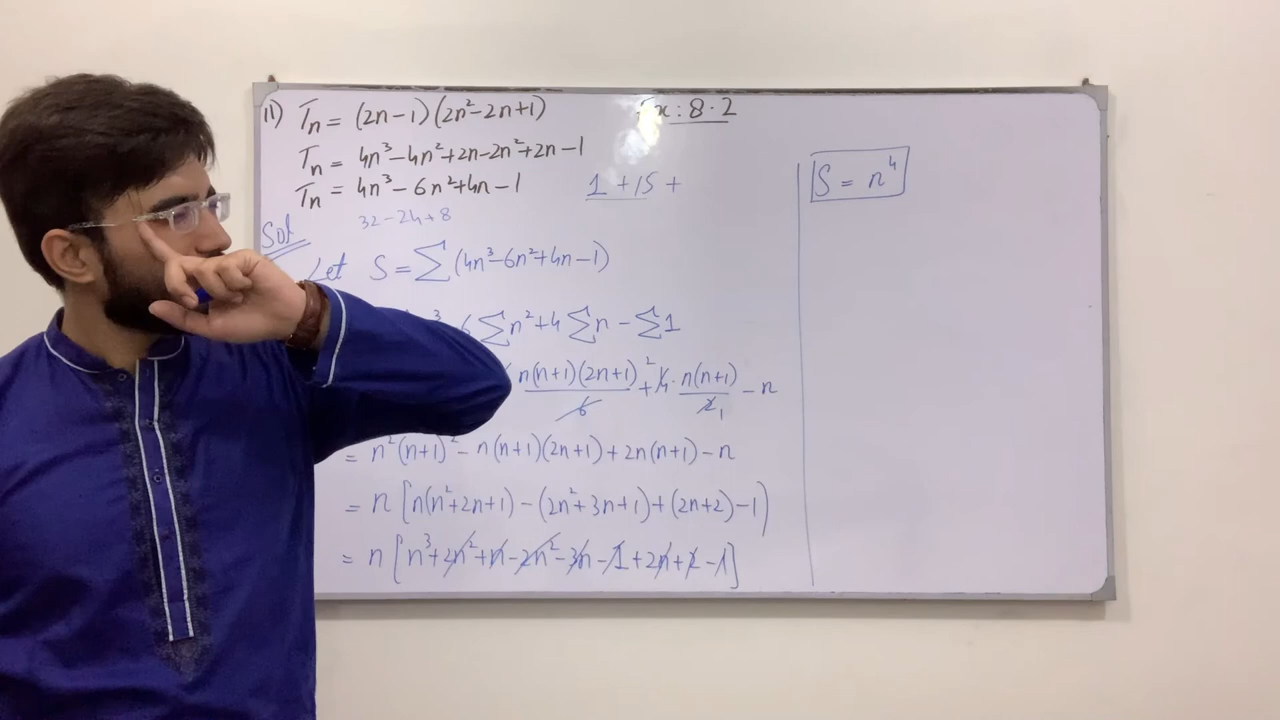 11) Tn = (2n-1)(2n²-2n+1)
: 8.2
Tn = 4n³-4n²+2n-2n²+2n-1
Tn = 4n³-6n²+4n-1
1 + 15 +
32-24+8
Sol
Let S = ∑(4n³-6n²+4n-1)
∑n²+4∑n-∑1
n(n+1)(2n+1)/6 + 4·n(n+1)/2 - n
= n²(n+1)² - n(n+1)(2n+1) + 2n(n+1) - n
= n[n(n²+2n+1)-(2n²+3n+1)+(2n+2)-1)
= n[n³+2n²+n-2n²-3n-1+2n+2-1]
S = n⁴